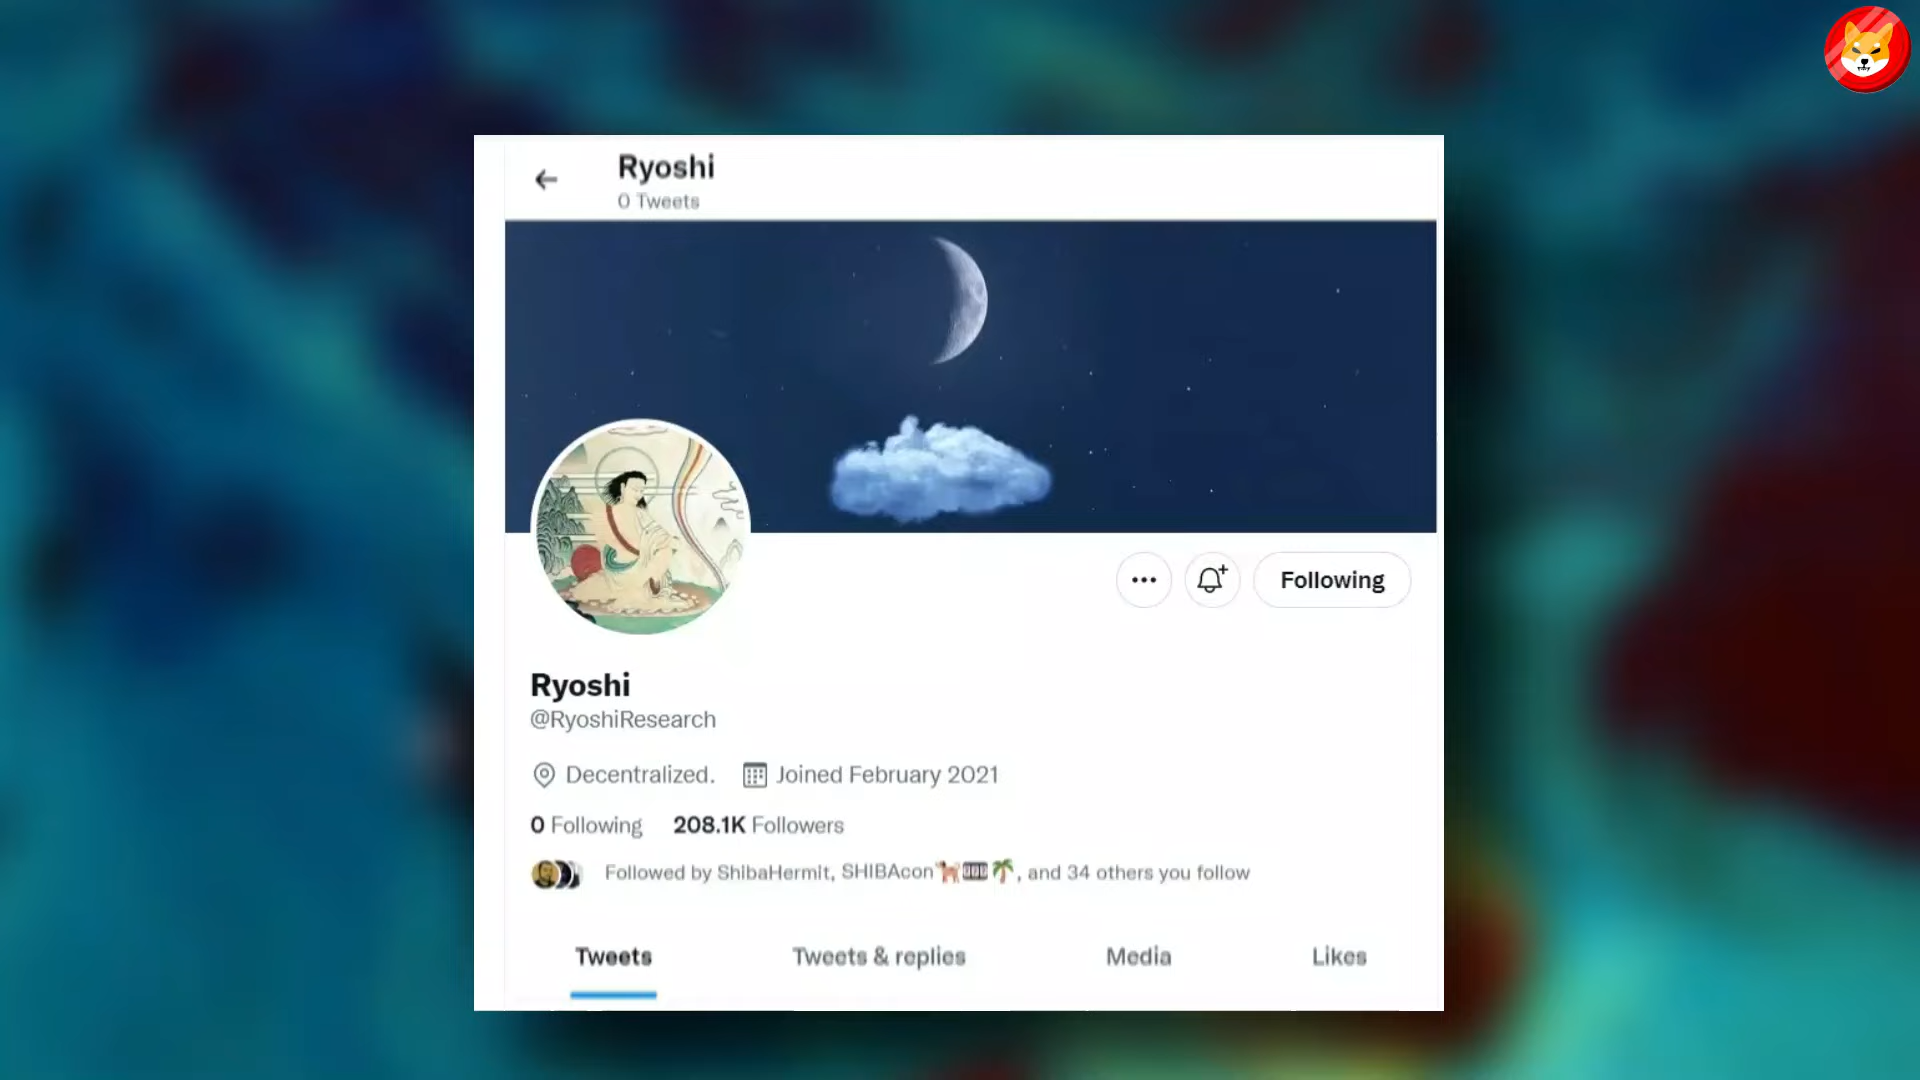 Ryoshi
0 Tweets
Following
Ryoshi
@RyoshiResearch
Decentralized. Joined February 2021
0 Following 208.1K Followers
Followed by ShibaHermit, SHIBAcon🐕🎰🌴, and 34 others you follow
Tweets Tweets & replies Media Likes